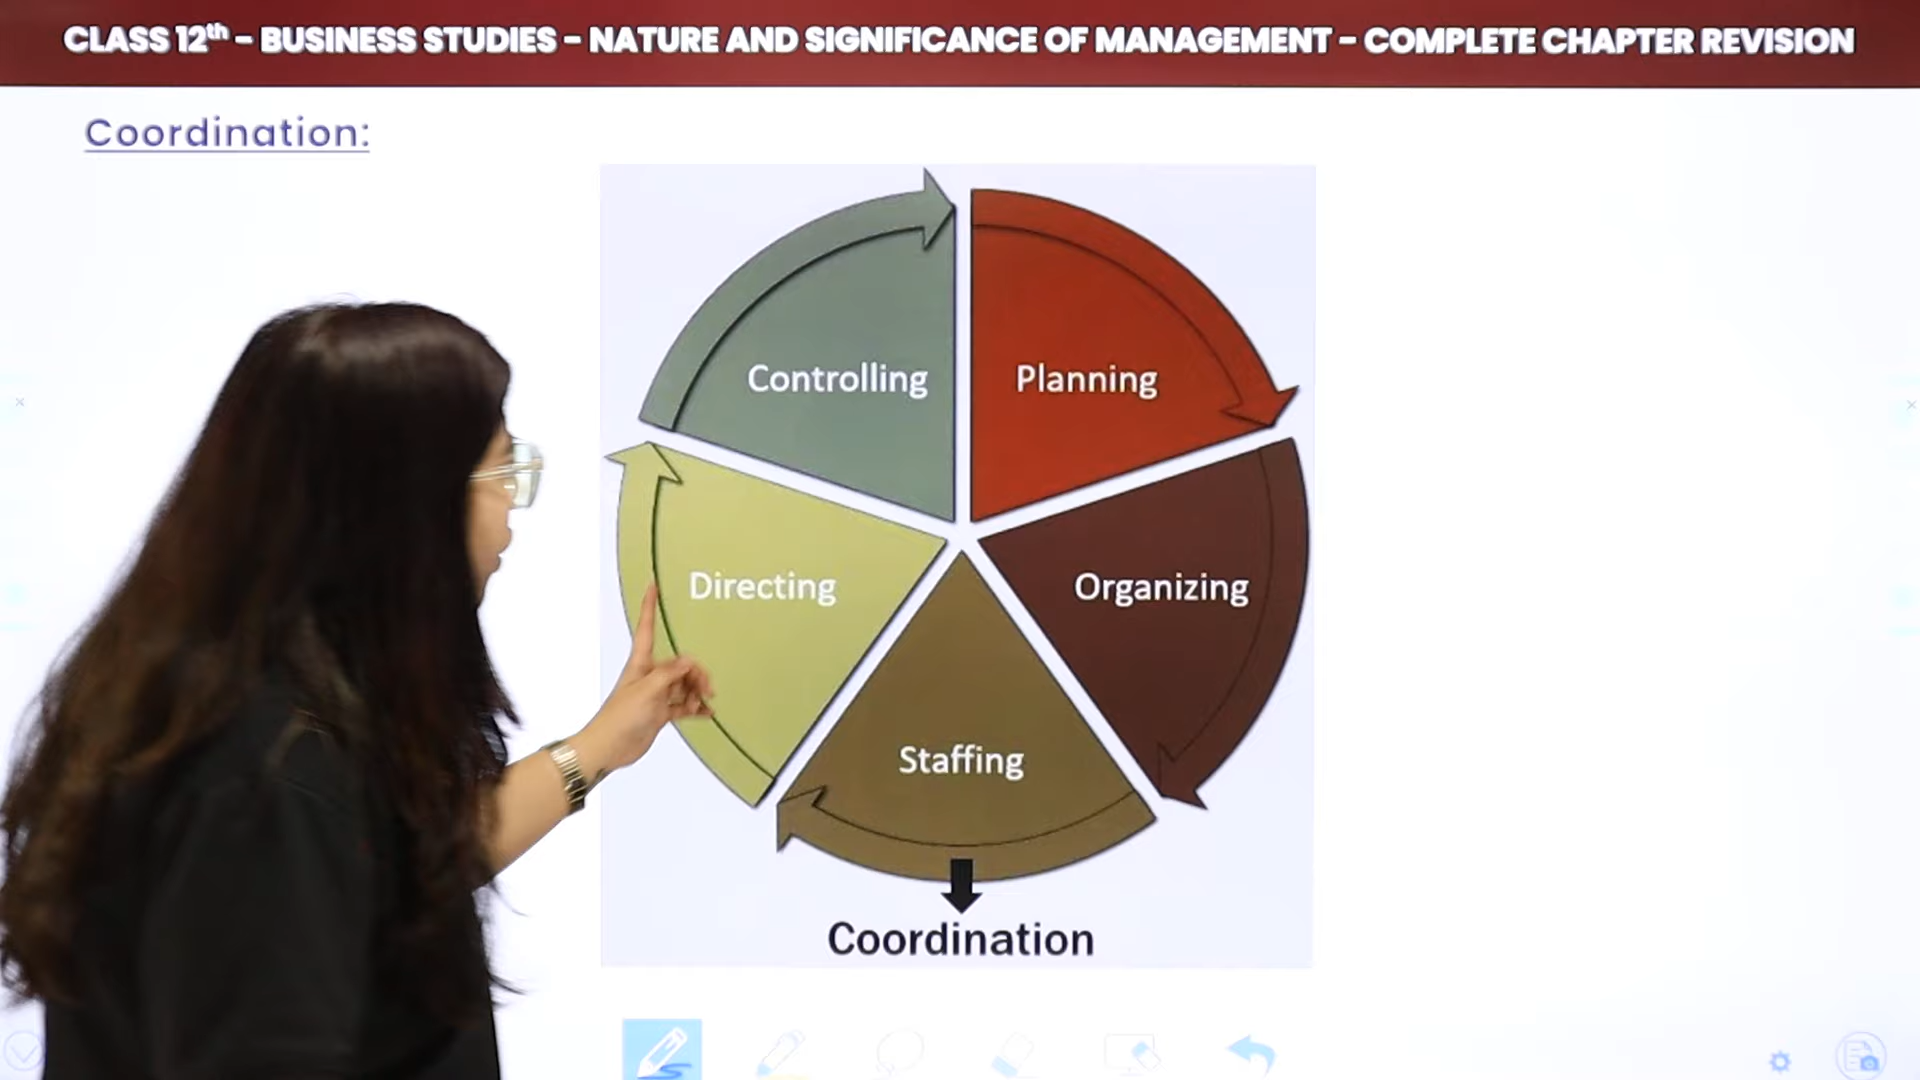 CLASS 12th - BUSINESS STUDIES - NATURE AND SIGNIFICANCE OF MANAGEMENT - COMPLETE CHAPTER REVISION
Coordination:
Controlling
Planning
Directing
Organizing
Staffing
Coordination